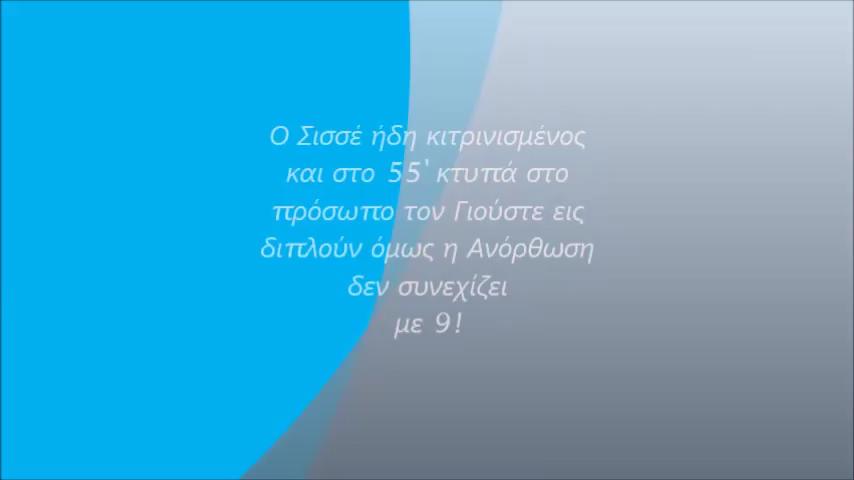 Ο Σισσέ ήδη κιτρινισμένος
και στο 55' κτυπά στο
πρόσωπο τον Γιούστε εις
διπλούν όμως η Ανόρθωση
δεν συνεχίζει
με 9!